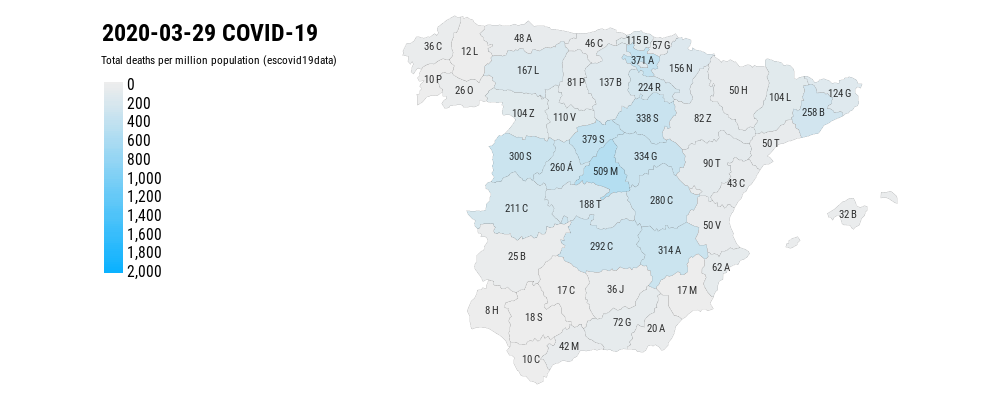 2020-03-29 COVID-19
Total deaths per million population (escovid19data)
0
200
400
600
800
1,000
1,200
1,400
1,600
1,800
2,000
36 C
12 L
48 A
46 C
115 B
57 G
371 A
156 N
167 L
81 P
137 B
224 R
10 P
26 O
50 H
104 L
124 G
258 B
104 Z
110 V
338 S
82 Z
379 S
50 T
300 S
260 Á
509 M
334 G
90 T
43 C
211 C
188 T
280 C
32 B
50 V
25 B
292 C
314 A
62 A
17 C
36 J
17 M
8 H
18 S
72 G
20 A
42 M
10 C